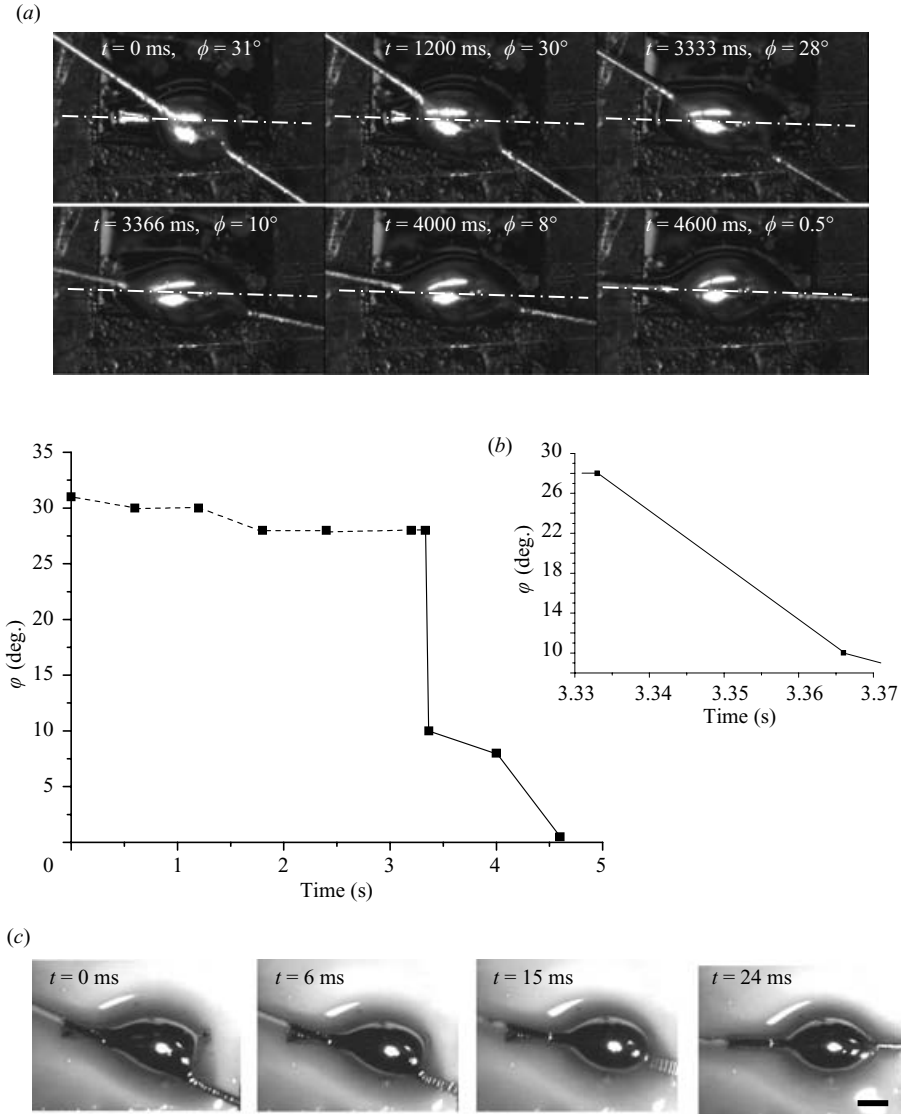 (a)
t = 0 ms, ϕ = 31°
t = 1200 ms, ϕ = 30°
t = 3333 ms, ϕ = 28°
t = 3366 ms, ϕ = 10°
t = 4000 ms, ϕ = 8°
t = 4600 ms, ϕ = 0.5°
35
30
25
20
15
10
5
0
1
2
3
4
5
φ (deg.)
Time (s)
(b)
30
26
22
18
14
10
φ (deg.)
3.33
3.34
3.35
3.36
3.37
Time (s)
(c)
t = 0 ms
t = 6 ms
t = 15 ms
t = 24 ms